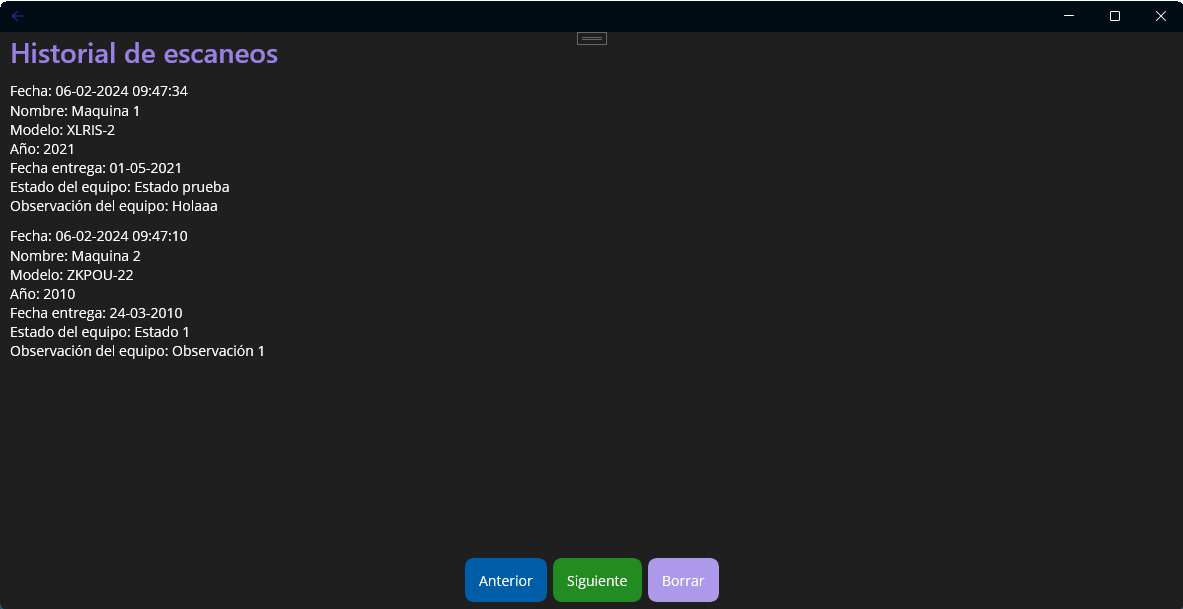 Historial de escaneos
Fecha: 06-02-2024 09:47:34
Nombre: Maquina 1
Modelo: XLRIS-2
Año: 2021
Fecha entrega: 01-05-2021
Estado del equipo: Estado prueba
Observación del equipo: Holaaa
Fecha: 06-02-2024 09:47:10
Nombre: Maquina 2
Modelo: ZKPOU-22
Año: 2010
Fecha entrega: 24-03-2010
Estado del equipo: Estado 1
Observación del equipo: Observación 1
Anterior Siguiente Borrar